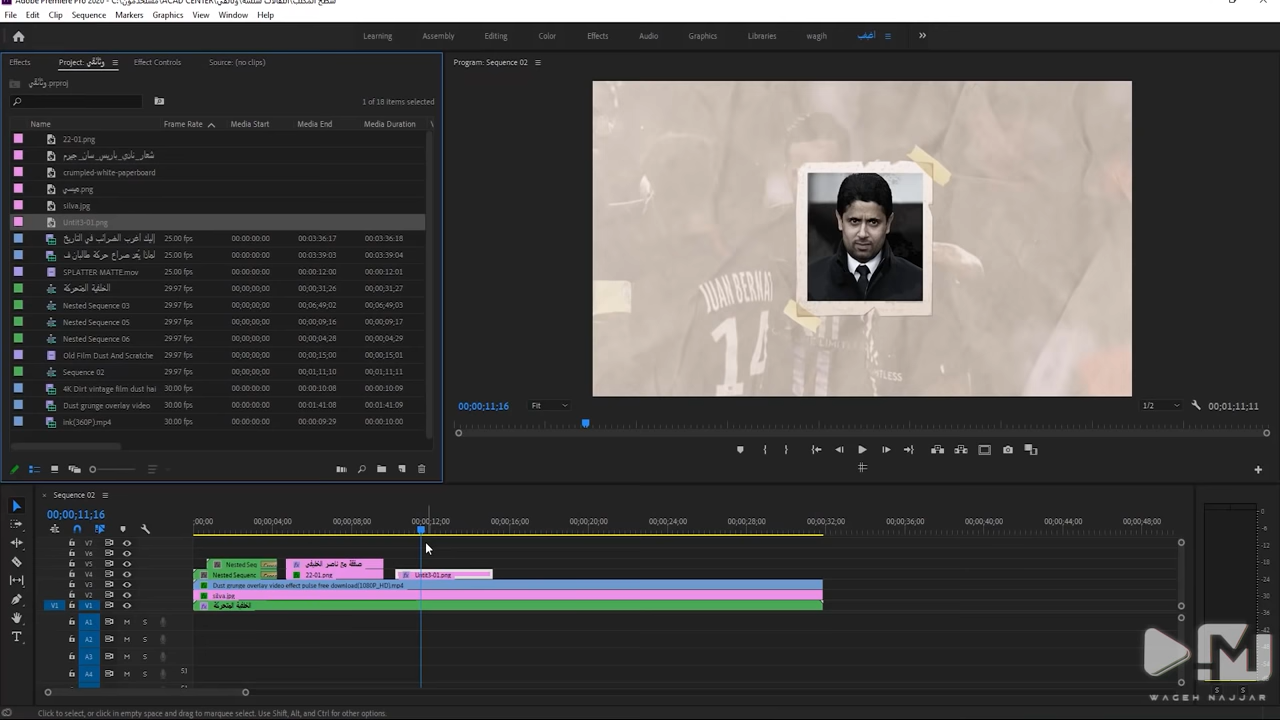 Adobe Premiere Pro 2020 - C:\مستخدمون\ACAD CENTER\سطح المكتب\انتقالات سلسة\وثائقي
File Edit Clip Sequence Markers Graphics View Window Help
Learning Assembly Editing Color Effects Audio Graphics Libraries wagih
Effects Project: وثائقي Effect Controls Source: (no clips)
Program: Sequence 02
وثائقي.prproj
1 of 18 items selected
Name Frame Rate Media Start Media End Media Duration
22-01.png
شعار_نادي_باريس_سان_جيرم
crumpled-white-paperboard
ميسي.png
silva.jpg
Untit3-01.png
إليك أغرب الضرائب في التاريخ 25.00 fps 00:00:00:00 00:03:36:17 00:03:36:18
لماذا يُعد صراع حركة طالبان ف 25.00 fps 00:00:00:00 00:03:39:03 00:03:39:04
SPLATTER MATTE.mov 25.00 fps 00:00:00:00 00:00:12:00 00:00:12:01
الخلفية المتحركة 29.97 fps 00;00;00;00 00;00;31;26 00;00;31;27
Nested Sequence 03 29.97 fps 00;00;00;00 00;06;49;02 00;06;49;03
Nested Sequence 05 29.97 fps 00;00;00;00 00;00;09;16 00;00;09;17
Nested Sequence 06 29.97 fps 00;00;00;00 00;00;04;28 00;00;04;29
Old Film Dust And Scratche 29.97 fps 00;00;00;00 00;00;15;00 00;00;15;01
Sequence 02 29.97 fps 00;00;00;00 00;01;11;10 00;01;11;11
4K Dirt vintage film dust hai 30.00 fps 00:00:00:00 00:00:10:08 00:00:10:09
Dust grunge overlay video 30.00 fps 00:00:00:00 00:01:41:08 00:01:41:09
ink(360P).mp4 30.00 fps 00:00:00:00 00:00:09:29 00:00:10:00
JUAN BERNAT
14
00;00;11;16 Fit 1/2 00;01;11;11
Sequence 02
00;00;11;16
;00;00 00;00;04;00 00;00;08;00 00;00;12;00 00;00;16;00 00;00;20;00 00;00;24;00 00;00;28;00 00;00;32;00 00;00;36;00 00;00;40;00 00;00;44;00 00;00;48;00
V7
V6
V5 Nested Seq صفقة مع ناصر الخليفي
V4 Nested Sequenc 22-01.png Untit3-01.png
V3 Dust grunge overlay video effect pulse free download(1080P_HD).mp4
V2 silva.jpg
V1 V1 الخلفية المتحركة
A1 M S
A2 M S
A3 M S
A4 M S
S S
WAGEH NAJJAR
Click to select, or click in empty space and drag to marquee select. Use Shift, Alt, and Ctrl for other options.